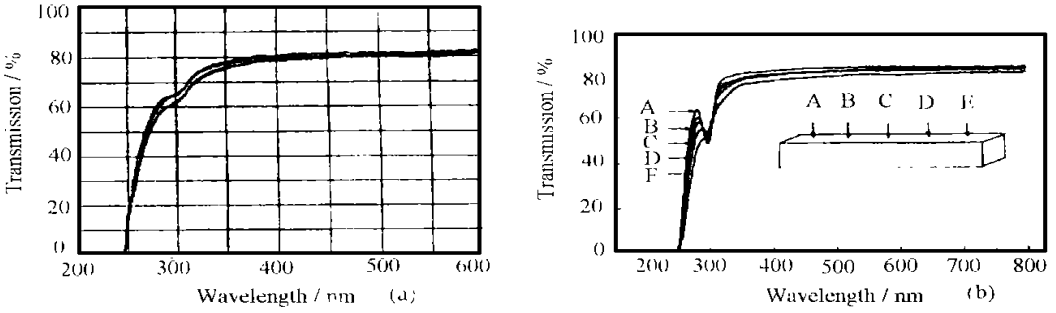 100
80
60
40
20
0
Transmission / %
200 300 400 500 600
Wavelength / nm (a)
100
80
60
40
20
0
Transmission / %
A
B
C
D
F
A B C D E
200 300 400 500 600 700 800
Wavelength / nm (b)